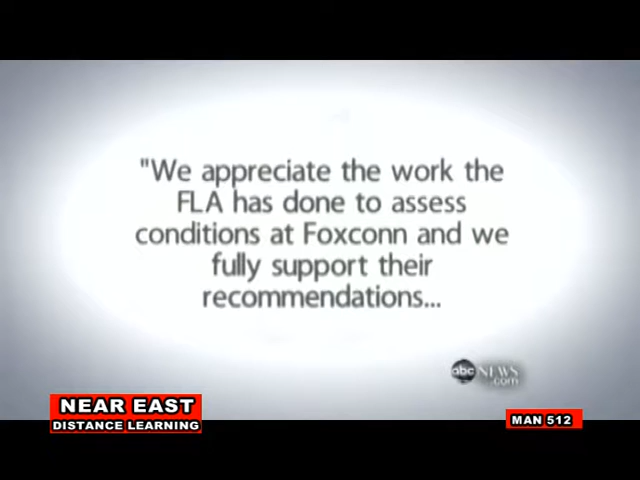 "We appreciate the work the
FLA has done to assess
conditions at Foxconn and we
fully support their
recommendations...
abc NEWS
.com
NEAR EAST
DISTANCE LEARNING
MAN 512